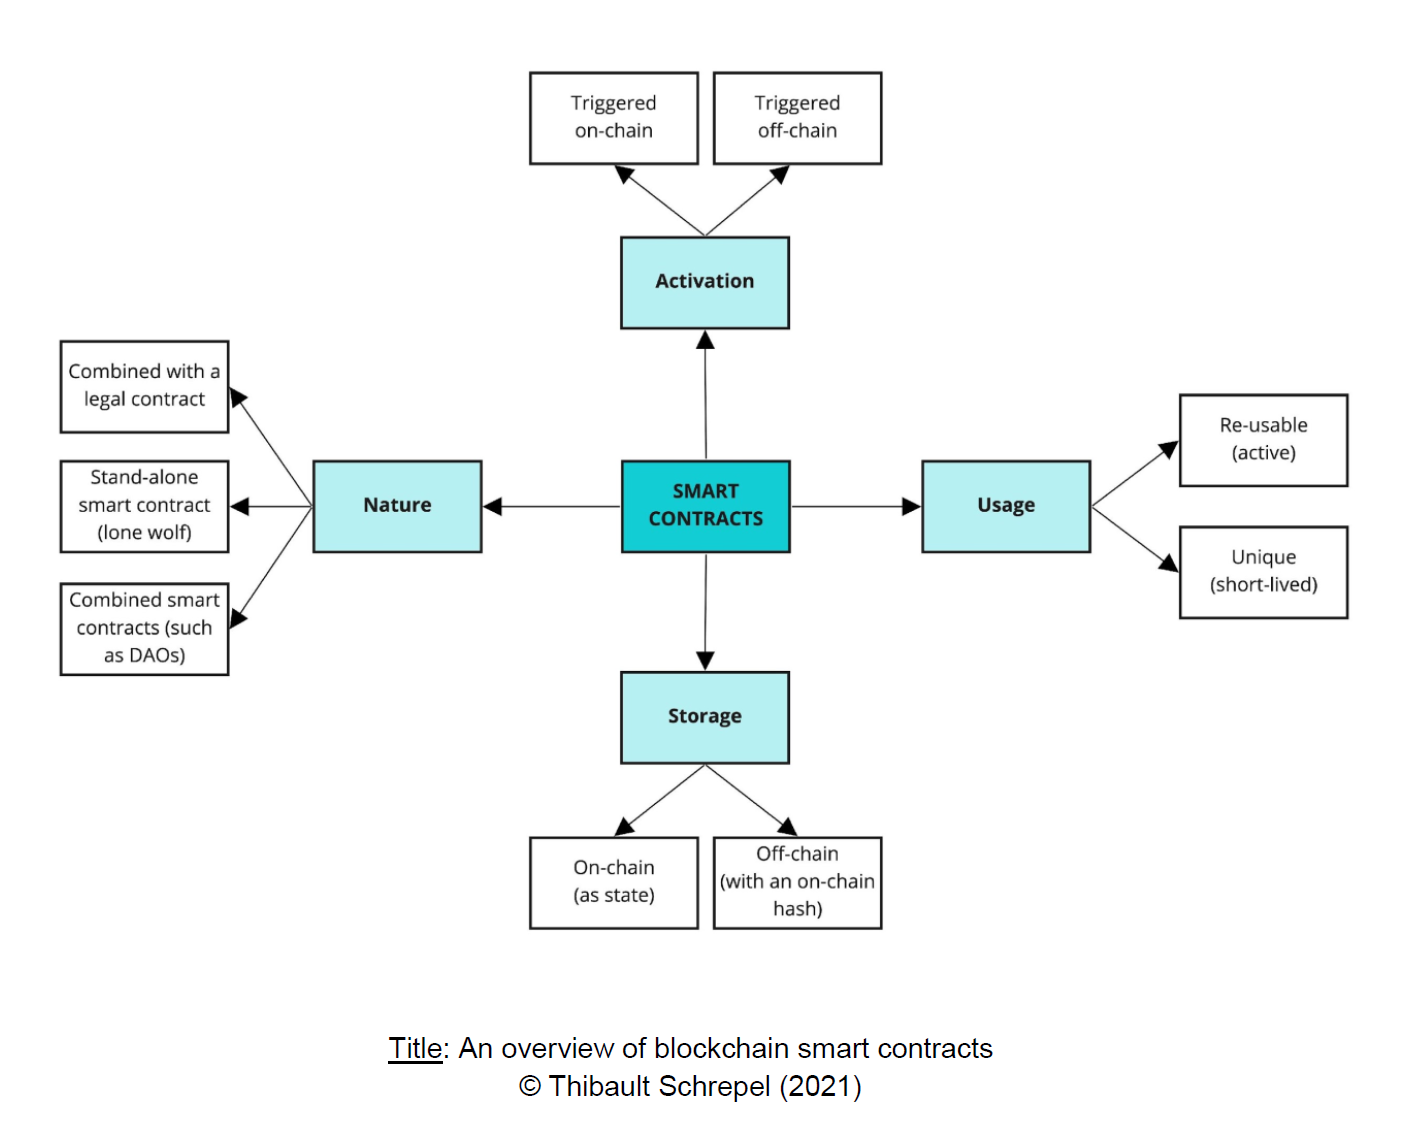 Triggered
on-chain
Triggered
off-chain
Activation
Combined with a
legal contract
Stand-alone
smart contract
(lone wolf)
Combined smart
contracts (such
as DAOs)
Nature
SMART
CONTRACTS
Usage
Re-usable
(active)
Unique
(short-lived)
Storage
On-chain
(as state)
Off-chain
(with an on-chain
hash)
Title: An overview of blockchain smart contracts
© Thibault Schrepel (2021)